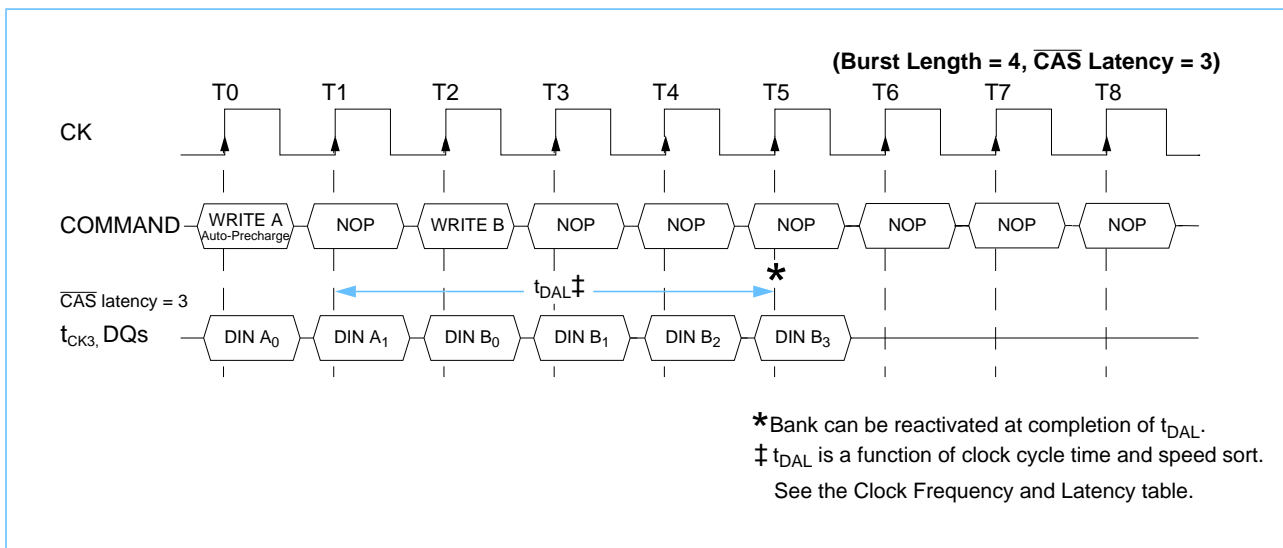 (Burst Length = 4, CAS Latency = 3)
T0 T1 T2 T3 T4 T5 T6 T7 T8
CK
COMMAND WRITE A NOP WRITE B NOP NOP NOP NOP NOP NOP
Auto-Precharge
*
tDAL‡
CAS latency = 3
tCK3, DQs DIN A0 DIN A1 DIN B0 DIN B1 DIN B2 DIN B3
*Bank can be reactivated at completion of tDAL.
‡ tDAL is a function of clock cycle time and speed sort.
See the Clock Frequency and Latency table.